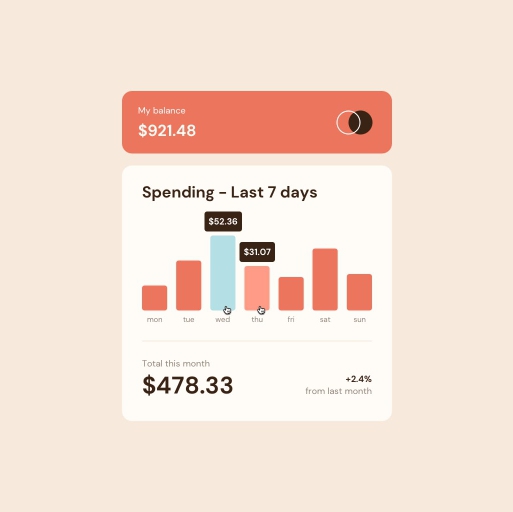 My balance
$921.48
Spending - Last 7 days
$52.36
$31.07
mon tue wed thu fri sat sun
Total this month
$478.33
+2.4%
from last month